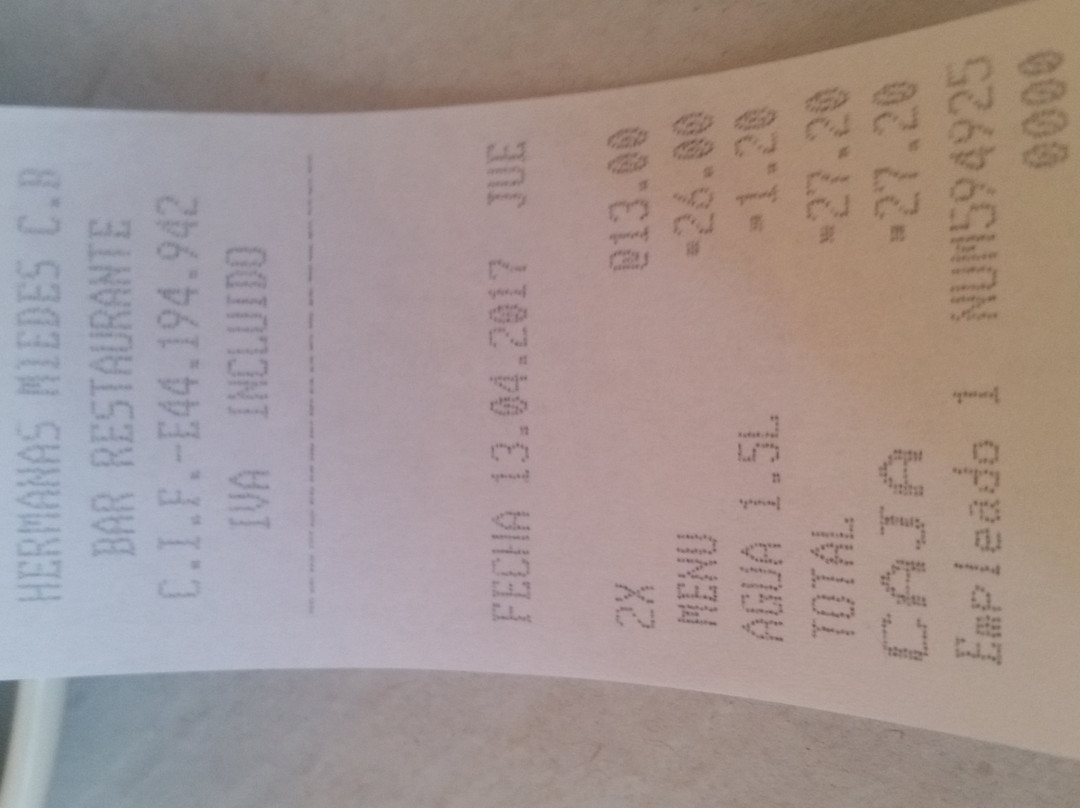 HERMANAS MIEDES C.B
BAR RESTAURANTE
C.I.F.-E44.194.942
IVA INCLUIDO
FECHA 13.04.2017 JUE
2X @13.00
MENU =26.00
AGUA 1.5L =1.20
TOTAL =27.20
CAJA =27.20
Empleado 1 NUM594925
0000